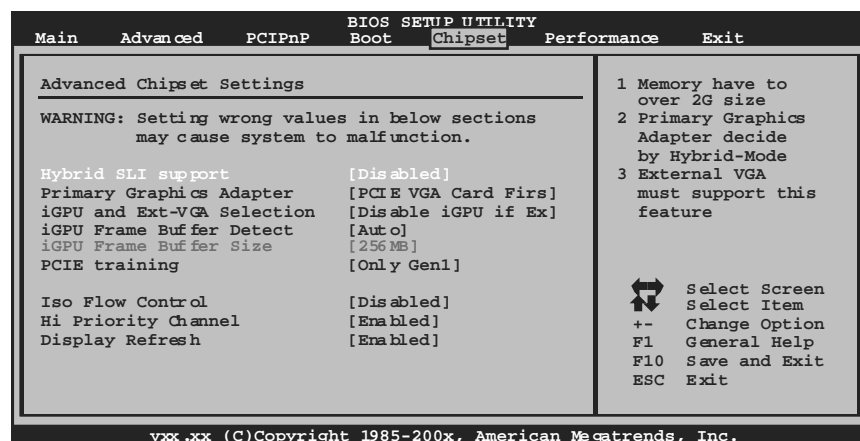 BIOS SETUP UTILITY
Main Advanced PCIPnP Boot Chipset Performance Exit
Advanced Chipset Settings
WARNING: Setting wrong values in below sections
may cause system to malfunction.
Hybrid SLI support [Disabled]
Primary Graphics Adapter [PCIE VGA Card Firs]
iGPU and Ext-VGA Selection [Disable iGPU if Ex]
iGPU Frame Buffer Detect [Auto]
iGPU Frame Buffer Size [256MB]
PCIE training [Only Gen1]
Iso Flow Control [Disabled]
Hi Priority Channel [Enabled]
Display Refresh [Enabled]
1 Memory have to
over 2G size
2 Primary Graphics
Adapter decide
by Hybrid-Mode
3 External VGA
must support this
feature
Select Screen
Select Item
+- Change Option
F1 General Help
F10 Save and Exit
ESC Exit
vxx.xx (C)Copyright 1985-200x, American Megatrends, Inc.